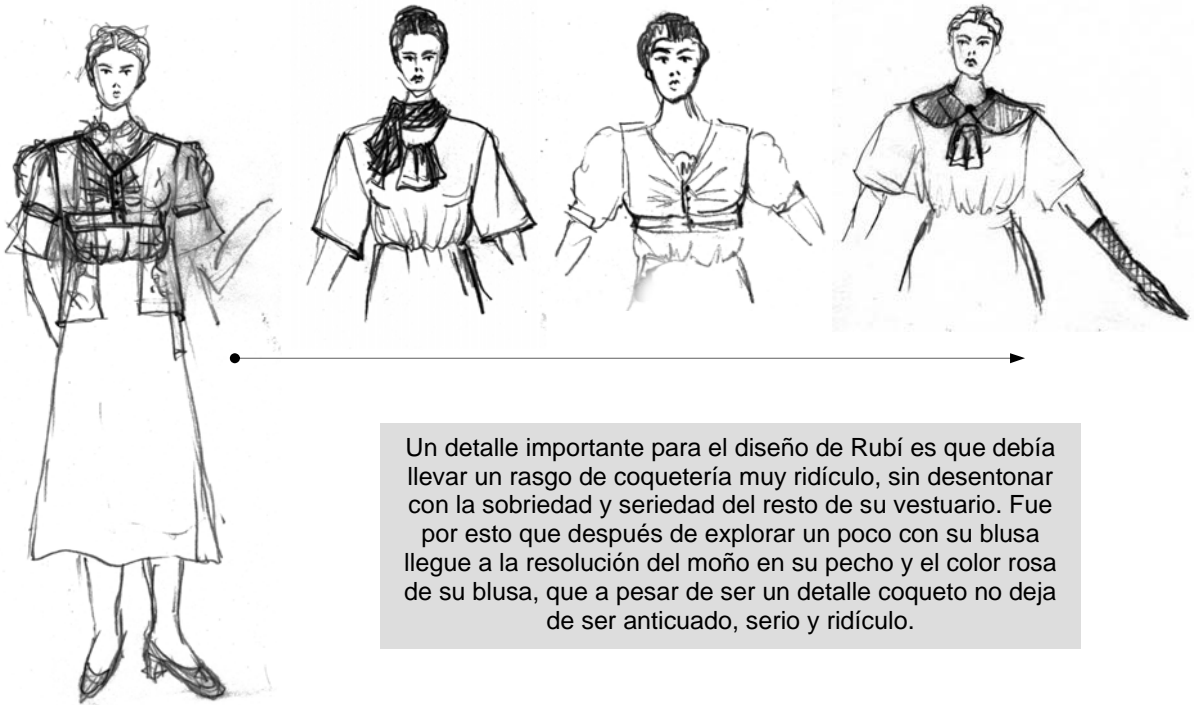 Un detalle importante para el diseño de Rubí es que debía
llevar un rasgo de coquetería muy ridículo, sin desentonar
con la sobriedad y seriedad del resto de su vestuario. Fue
por esto que después de explorar un poco con su blusa
llegue a la resolución del moño en su pecho y el color rosa
de su blusa, que a pesar de ser un detalle coqueto no deja
de ser anticuado, serio y ridículo.